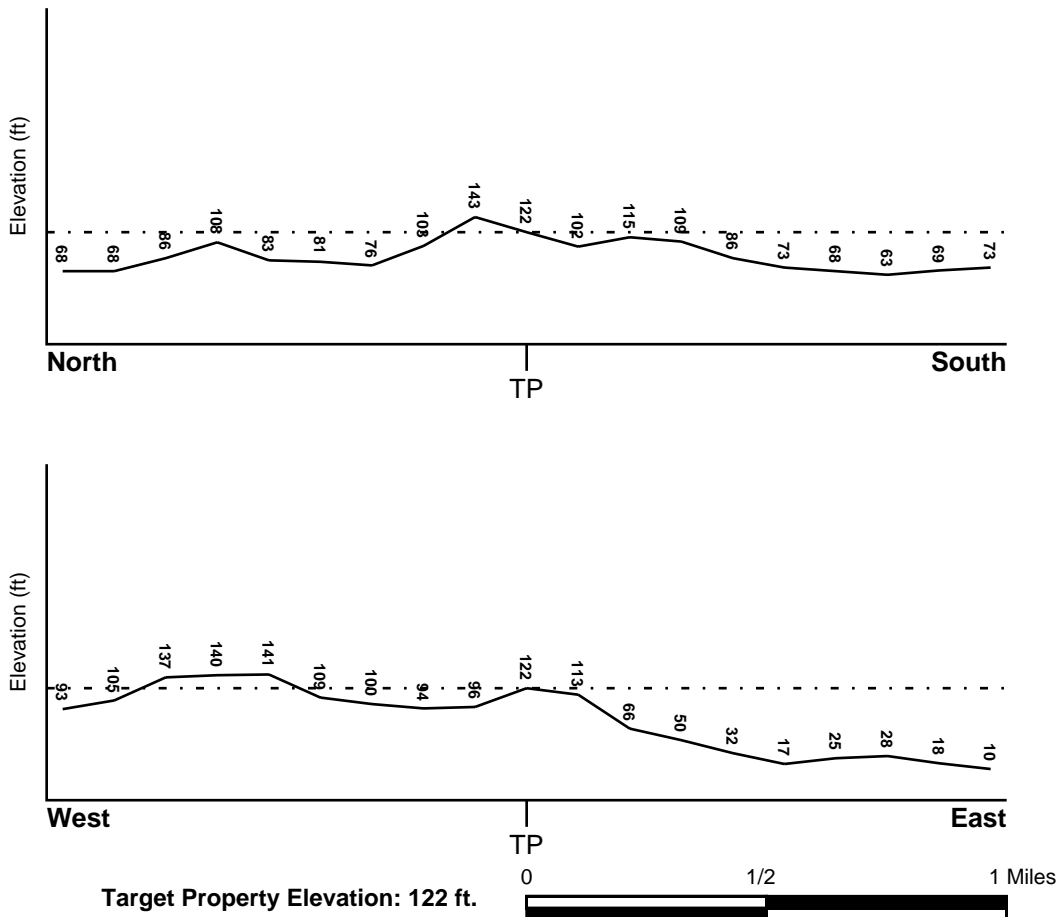 Elevation (ft)
68 68 86 108 83 81 76 103 143 122 102 115 109 86 73 68 63 69 73
North South
TP
Elevation (ft)
93 105 137 140 141 109 100 94 96 122 113 66 50 32 17 25 28 18 10
West East
TP
0 1/2 1 Miles
Target Property Elevation: 122 ft.